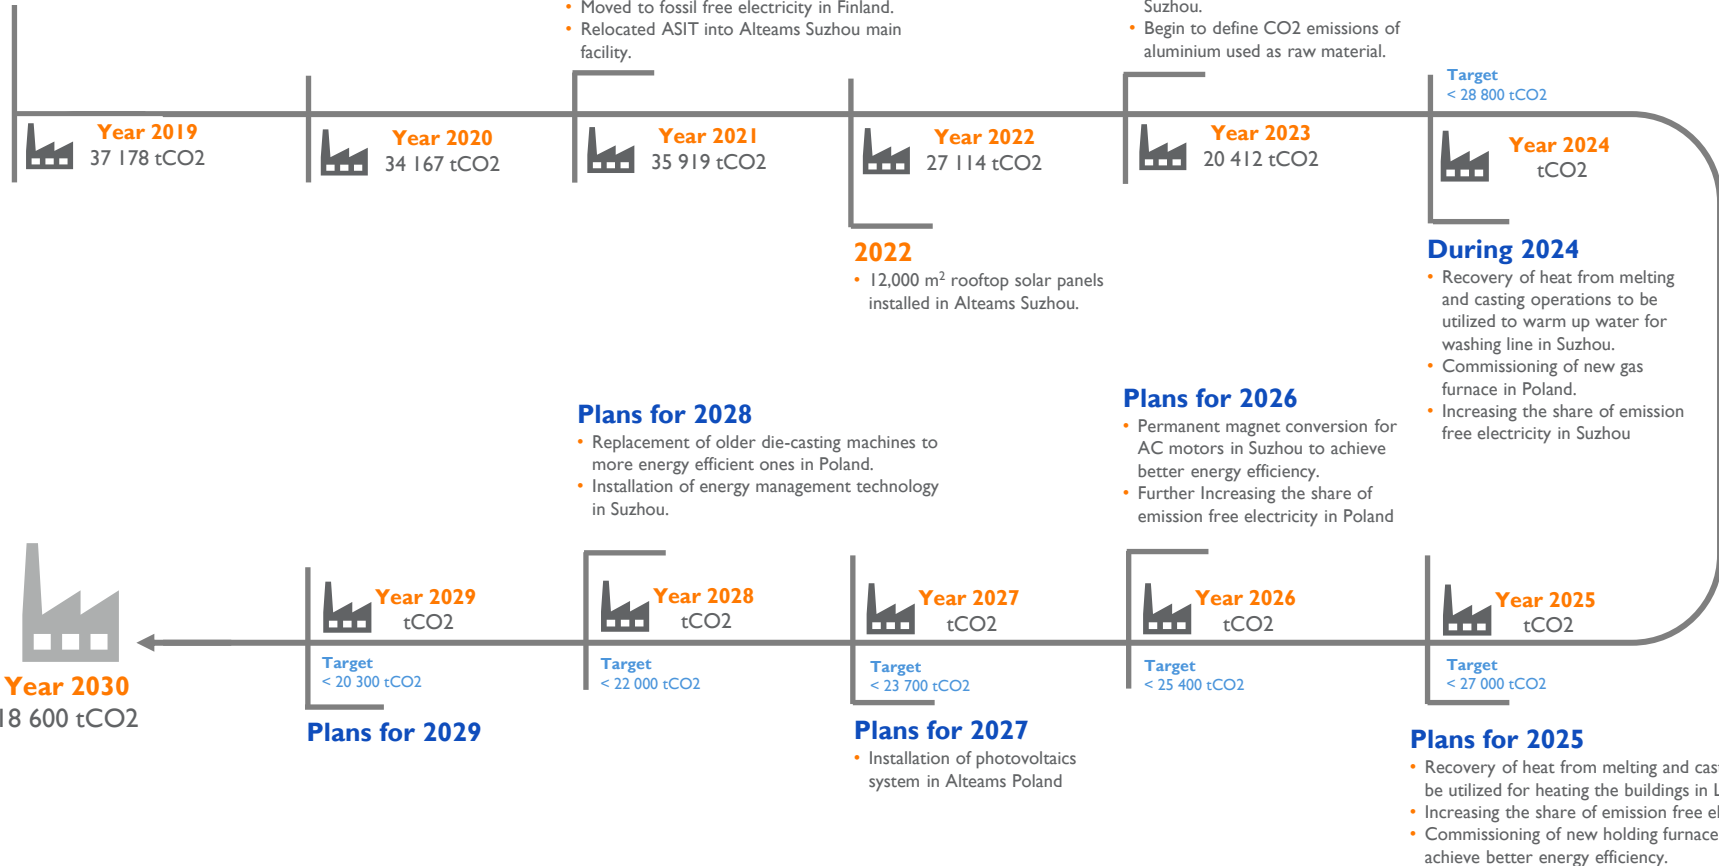 • Moved to fossil free electricity in Finland.
• Relocated ASIT into Alteams Suzhou main
facility.
Suzhou.
• Begin to define CO2 emissions of
aluminium used as raw material.
Target
< 28 800 tCO2
Year 2019
37 178 tCO2
Year 2020
34 167 tCO2
Year 2021
35 919 tCO2
Year 2022
27 114 tCO2
Year 2023
20 412 tCO2
Year 2024
tCO2
2022
• 12,000 m² rooftop solar panels
installed in Alteams Suzhou.
During 2024
• Recovery of heat from melting
and casting operations to be
utilized to warm up water for
washing line in Suzhou.
• Commissioning of new gas
furnace in Poland.
• Increasing the share of emission
free electricity in Suzhou
Plans for 2028
• Replacement of older die-casting machines to
more energy efficient ones in Poland.
• Installation of energy management technology
in Suzhou.
Plans for 2026
• Permanent magnet conversion for
AC motors in Suzhou to achieve
better energy efficiency.
• Further Increasing the share of
emission free electricity in Poland
Year 2030
18 600 tCO2
Year 2029
tCO2
Target
< 20 300 tCO2
Plans for 2029
Year 2028
tCO2
Target
< 22 000 tCO2
Year 2027
tCO2
Target
< 23 700 tCO2
Plans for 2027
• Installation of photovoltaics
system in Alteams Poland
Year 2026
tCO2
Target
< 25 400 tCO2
Year 2025
tCO2
Target
< 27 000 tCO2
Plans for 2025
• Recovery of heat from melting and
be utilized for heating the buildings in
• Increasing the share of emission free
• Commissioning of new holding furnace
achieve better energy efficiency.